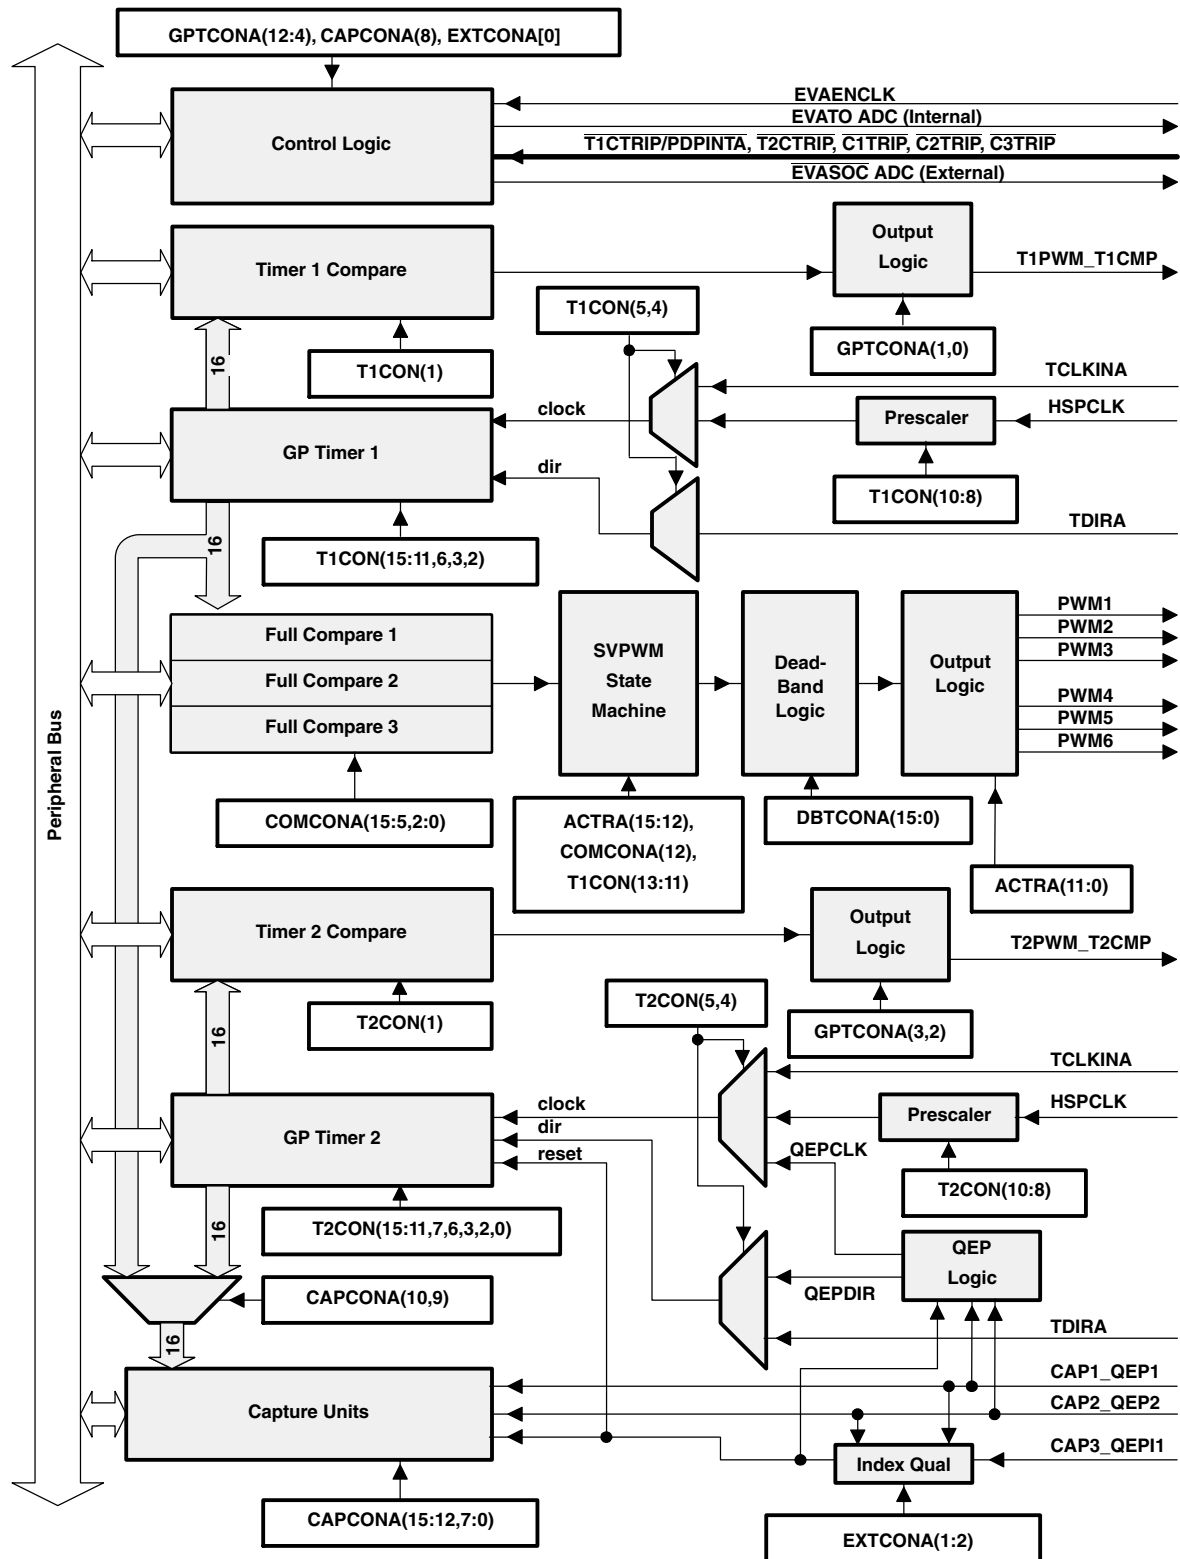 GPTCONA(12:4), CAPCONA(8), EXTCONA[0]
Control Logic
EVAENCLK
EVATO ADC (Internal)
T1CTRIP/PDPINTA, T2CTRIP, C1TRIP, C2TRIP, C3TRIP
EVASOC ADC (External)
Timer 1 Compare
Output
Logic
T1PWM_T1CMP
T1CON(5,4)
GPTCONA(1,0)
16
T1CON(1)
TCLKINA
clock
Prescaler
HSPCLK
GP Timer 1
dir
T1CON(10:8)
TDIRA
16
T1CON(15:11,6,3,2)
Full Compare 1
Full Compare 2
Full Compare 3
SVPWM
State
Machine
Dead-
Band
Logic
Output
Logic
PWM1
PWM2
PWM3
PWM4
PWM5
PWM6
Peripheral Bus
COMCONA(15:5,2:0)
ACTRA(15:12),
COMCONA(12),
T1CON(13:11)
DBTCONA(15:0)
ACTRA(11:0)
Timer 2 Compare
Output
Logic
T2PWM_T2CMP
T2CON(5,4)
GPTCONA(3,2)
16
T2CON(1)
TCLKINA
clock
Prescaler
HSPCLK
GP Timer 2
dir
reset
QEPCLK
T2CON(10:8)
16
T2CON(15:11,7,6,3,2,0)
QEP
Logic
QEPDIR
CAPCONA(10,9)
TDIRA
16
Capture Units
CAP1_QEP1
CAP2_QEP2
CAP3_QEPI1
Index Qual
CAPCONA(15:12,7:0)
EXTCONA(1:2)